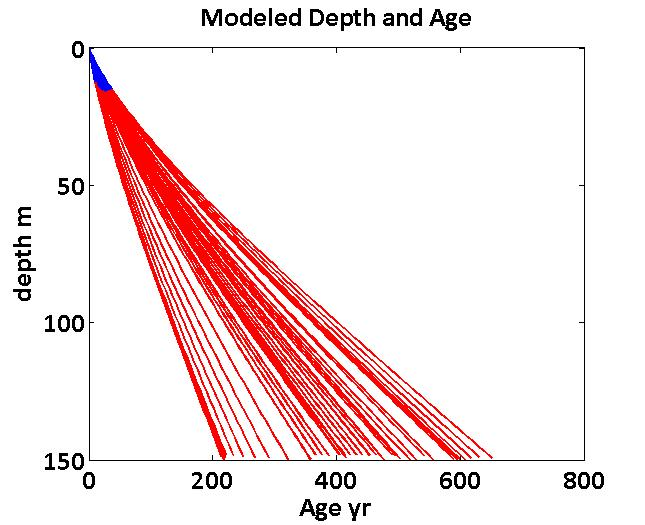 Modeled Depth and Age
0
50
100
150
depth m
0 200 400 600 800
Age yr